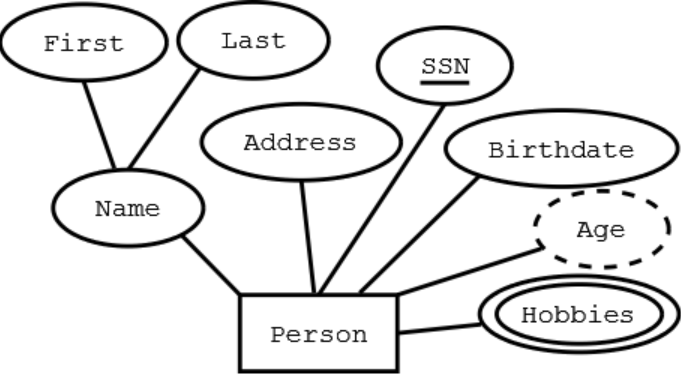 First
Last
SSN
Address
Birthdate
Name
Age
Hobbies
Person